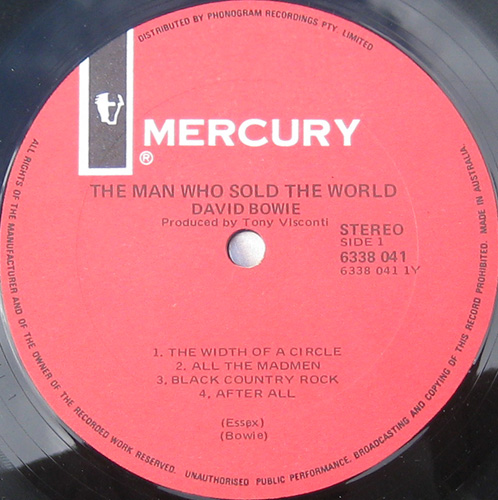 DISTRIBUTED BY PHONOGRAM RECORDINGS PTY. LIMITED
MERCURY
®
THE MAN WHO SOLD THE WORLD
DAVID BOWIE
Produced by Tony Visconti
STEREO
SIDE 1
6338 041
6338 041 1Y
1. THE WIDTH OF A CIRCLE
2. ALL THE MADMEN
3, BLACK COUNTRY ROCK
4, AFTER ALL
(Essex)
(Bowie)
ALL RIGHTS OF THE MANUFACTURER AND OF THE OWNER OF THE RECORDED WORK RESERVED. UNAUTHORISED PUBLIC PERFORMANCE, BROADCASTING AND COPYING OF THIS RECORD PROHIBITED. MADE IN AUSTRALIA.